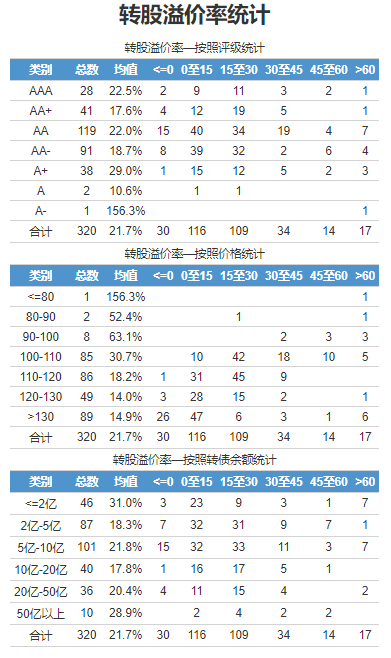 转股溢价率统计
转股溢价率—按照评级统计
类别 总数 均值 <=0 0至15 15至30 30至45 45至60 >60
AAA 28 22.5% 2 9 11 3 2 1
AA+ 41 17.6% 4 12 19 5 1
AA 119 22.0% 15 40 34 19 4 7
AA- 91 18.7% 8 39 32 2 6 4
A+ 38 29.0% 1 15 12 5 2 3
A 2 10.6% 1 1
A- 1 156.3% 1
合计 320 21.7% 30 116 109 34 14 17
转股溢价率—按照价格统计
类别 总数 均值 <=0 0至15 15至30 30至45 45至60 >60
<=80 1 156.3% 1
80-90 2 52.4% 1 1
90-100 8 63.1% 2 3 3
100-110 85 30.7% 10 42 18 10 5
110-120 86 18.2% 1 31 45 9
120-130 49 14.0% 3 28 15 2 1
>130 89 14.9% 26 47 6 3 1 6
合计 320 21.7% 30 116 109 34 14 17
转股溢价率—按照转债余额统计
类别 总数 均值 <=0 0至15 15至30 30至45 45至60 >60
<=2亿 46 31.0% 3 23 9 3 1 7
2亿-5亿 87 18.3% 7 32 31 9 7 1
5亿-10亿 101 21.8% 15 32 33 11 3 7
10亿-20亿 40 17.8% 1 16 17 5 1
20亿-50亿 36 20.4% 4 11 15 4 2
50亿以上 10 28.9% 2 4 2 2
合计 320 21.7% 30 116 109 34 14 17